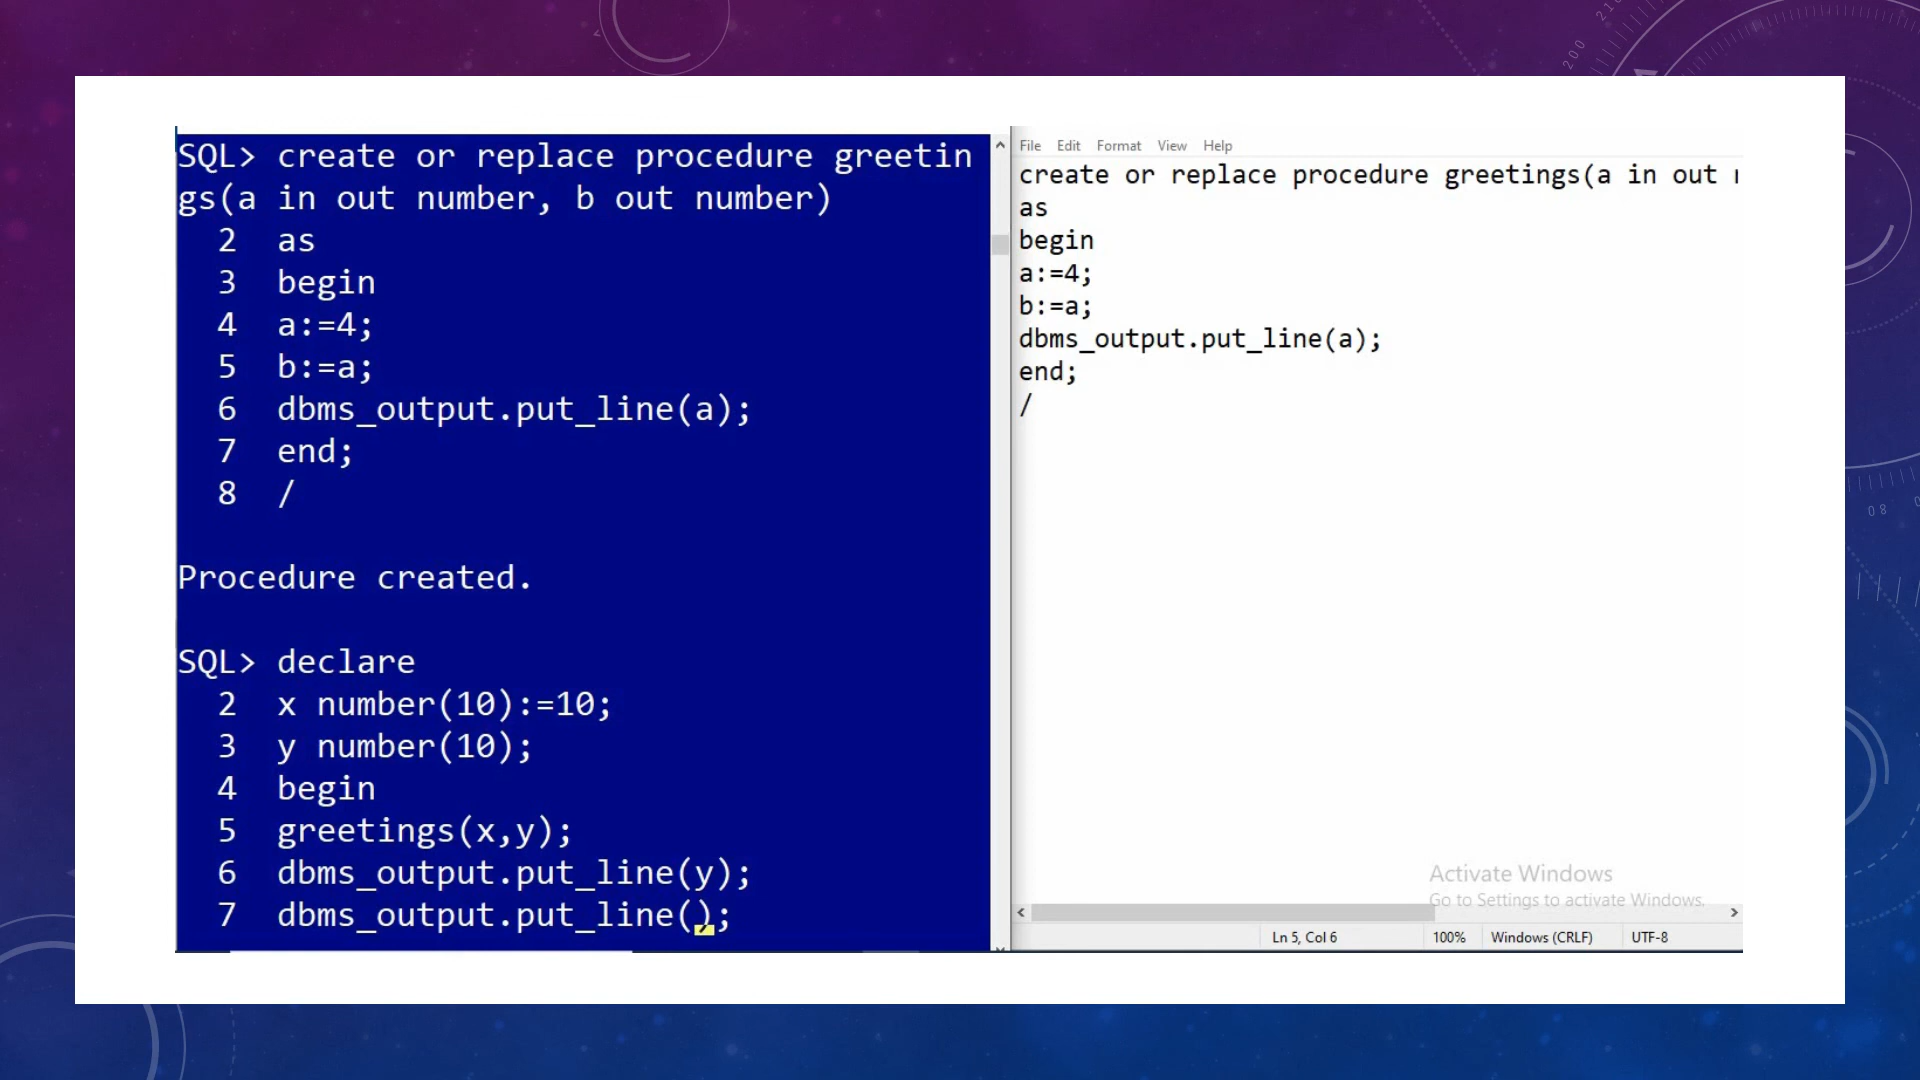 SQL> create or replace procedure greetin
gs(a in out number, b out number)
2 as
3 begin
4 a:=4;
5 b:=a;
6 dbms_output.put_line(a);
7 end;
8 /
Procedure created.
SQL> declare
2 x number(10):=10;
3 y number(10);
4 begin
5 greetings(x,y);
6 dbms_output.put_line(y);
7 dbms_output.put_line();
File Edit Format View Help
create or replace procedure greetings(a in out
as
begin
a:=4;
b:=a;
dbms_output.put_line(a);
end;
/
Activate Windows
Go to Settings to activate Windows.
Ln 5, Col 6 100% Windows (CRLF) UTF-8
200
80